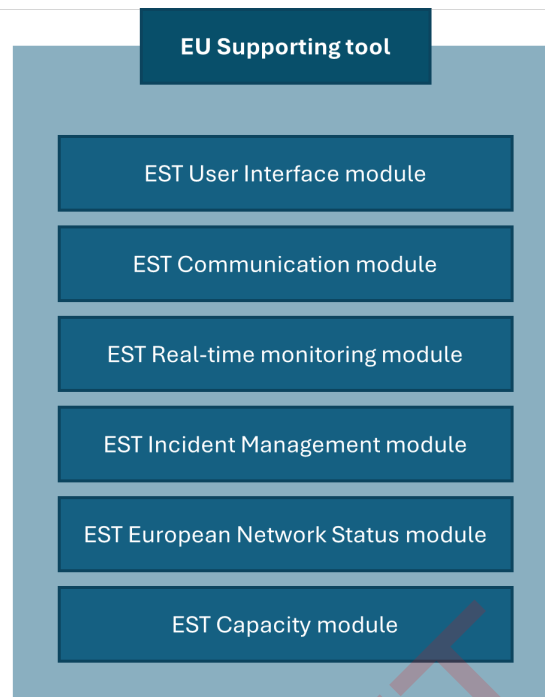 EU Supporting tool
EST User Interface module
EST Communication module
EST Real-time monitoring module
EST Incident Management module
EST European Network Status module
EST Capacity module